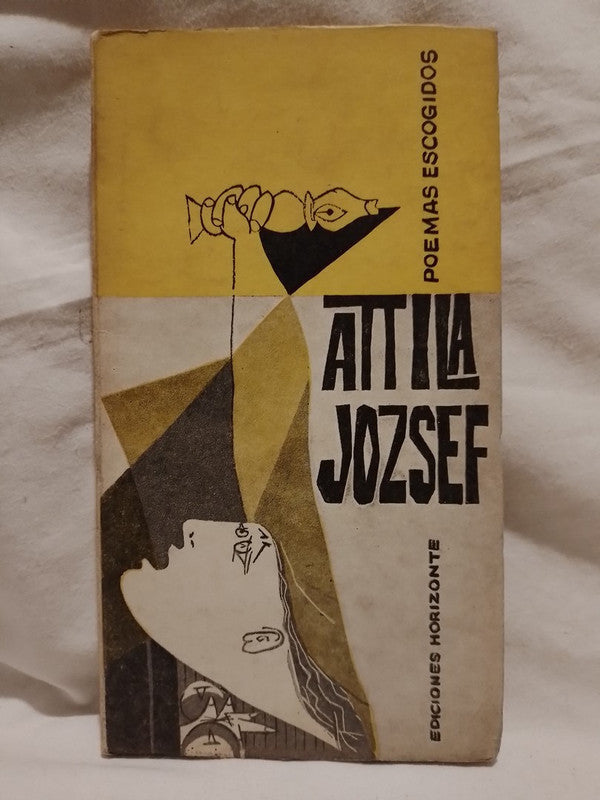 POEMAS ESCOGIDOS
ATTILA
JOZSEF
EDICIONES HORIZONTE